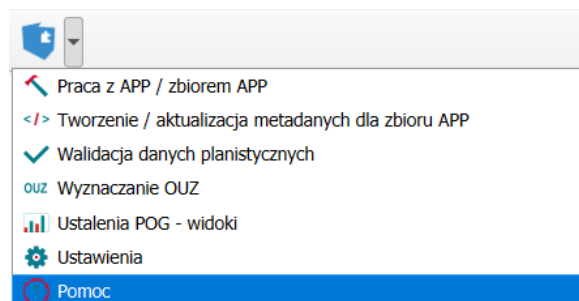 Praca z APP / zbiorem APP
</> Tworzenie / aktualizacja metadanych dla zbioru APP
Walidacja danych planistycznych
OUZ Wyznaczanie OUZ
Ustalenia POG - widoki
Ustawienia
Pomoc